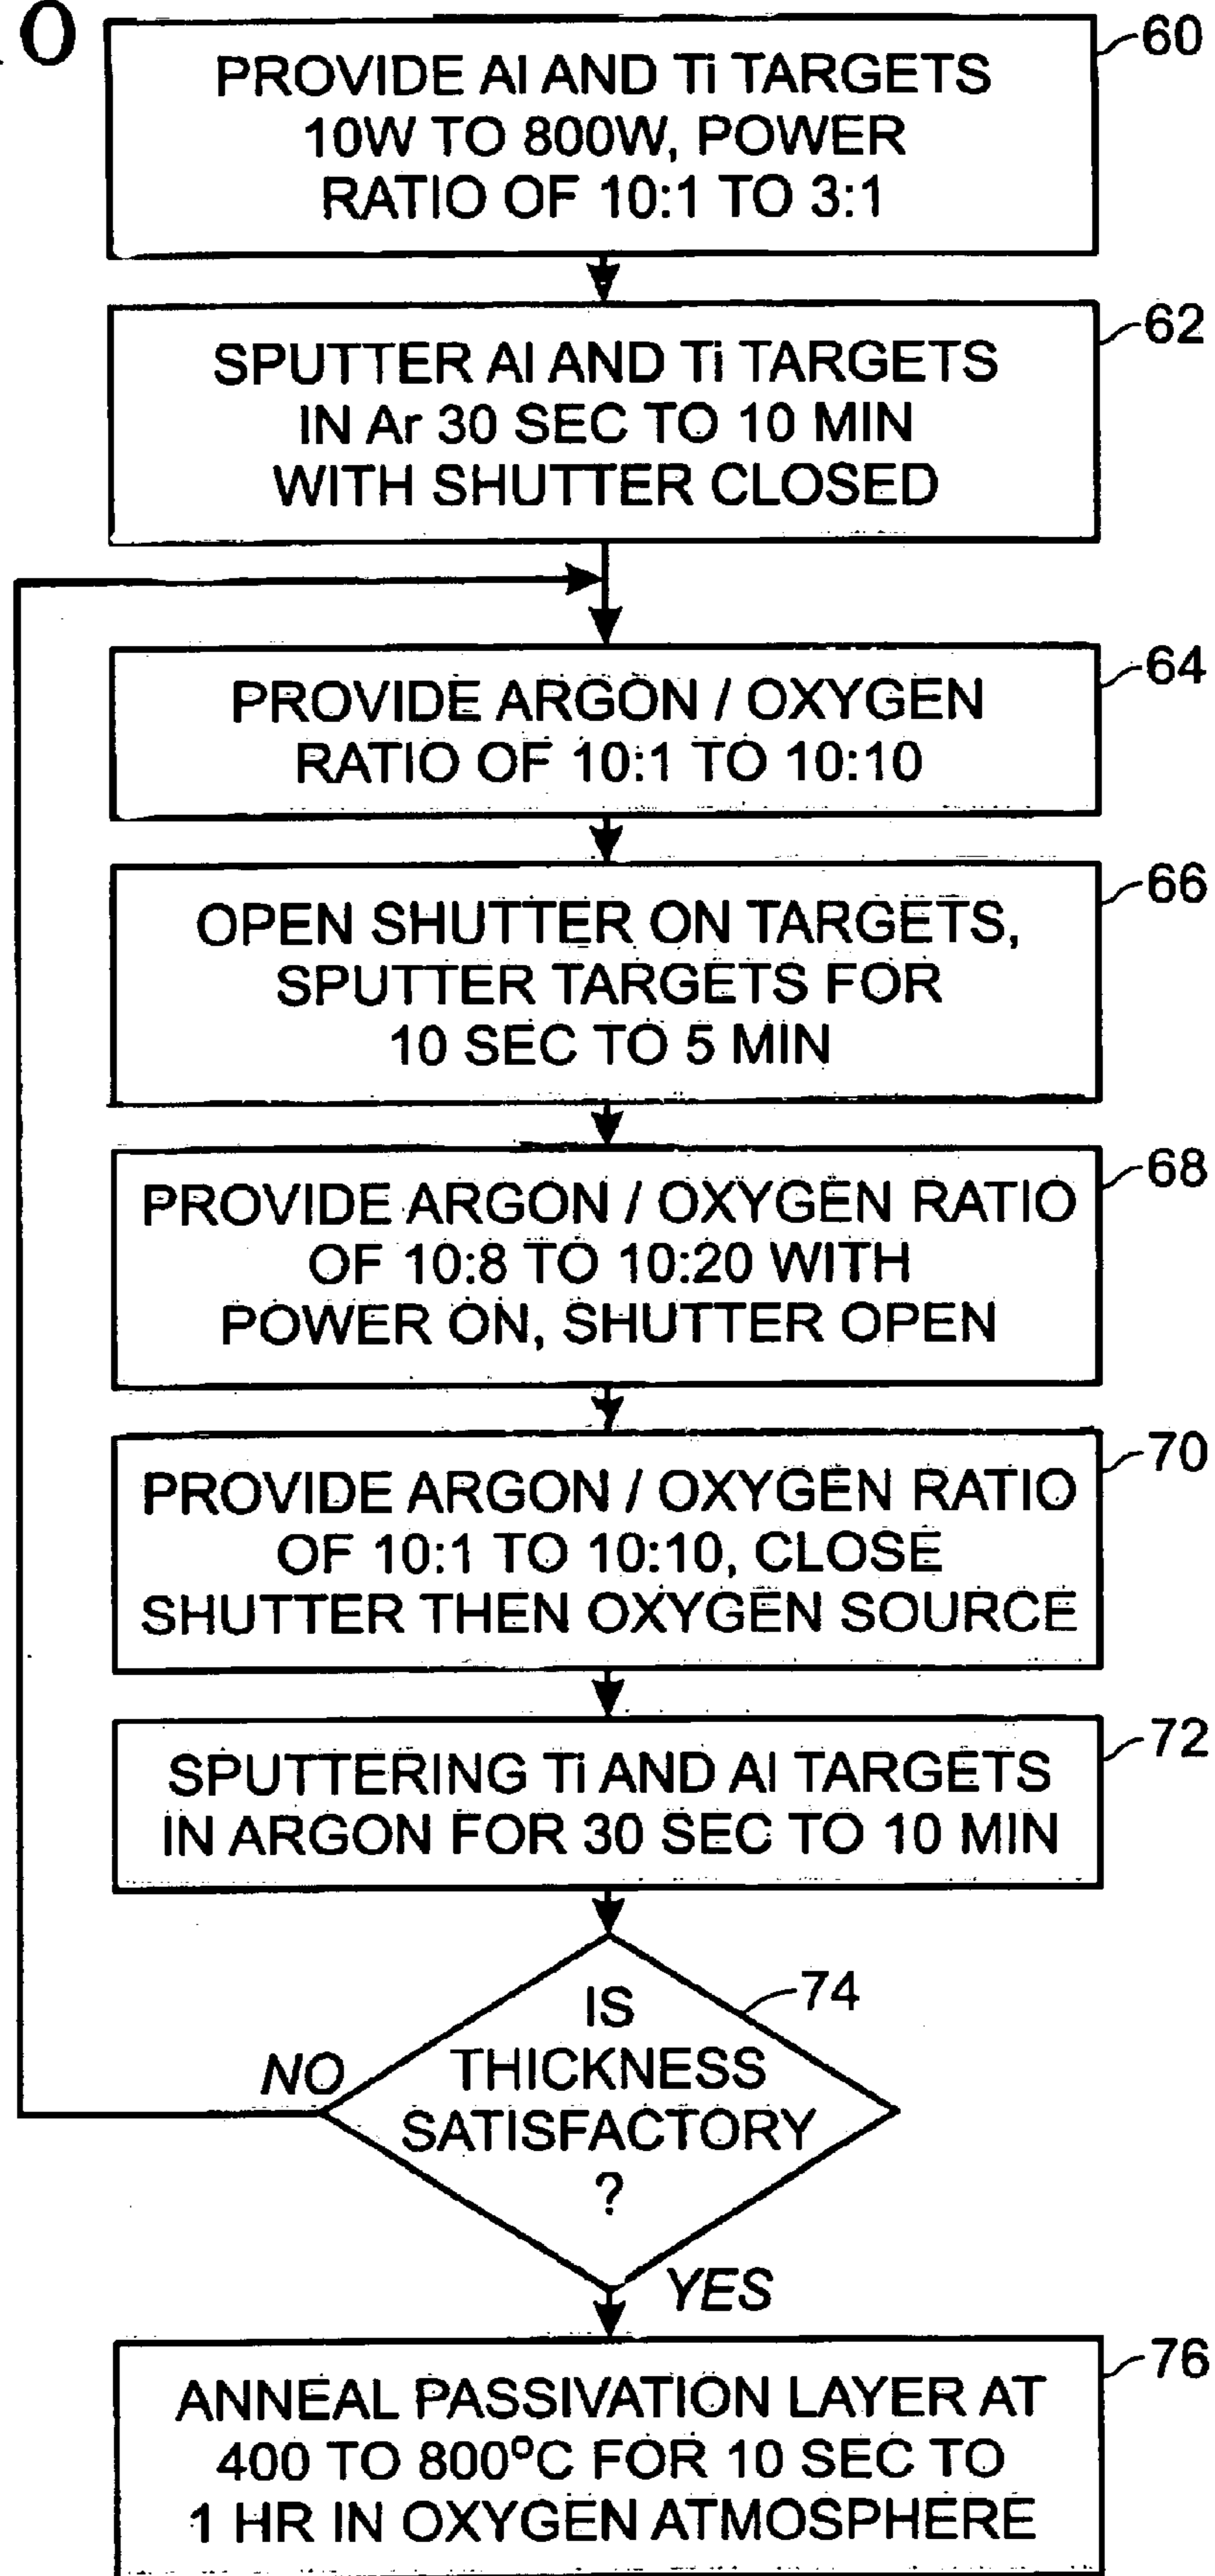 0
60
PROVIDE Al AND Ti TARGETS
10W TO 800W, POWER
RATIO OF 10:1 TO 3:1
62
SPUTTER Al AND Ti TARGETS
IN Ar 30 SEC TO 10 MIN
WITH SHUTTER CLOSED
64
PROVIDE ARGON / OXYGEN
RATIO OF 10:1 TO 10:10
66
OPEN SHUTTER ON TARGETS,
SPUTTER TARGETS FOR
10 SEC TO 5 MIN
68
PROVIDE ARGON / OXYGEN RATIO
OF 10:8 TO 10:20 WITH
POWER ON, SHUTTER OPEN
70
PROVIDE ARGON / OXYGEN RATIO
OF 10:1 TO 10:10, CLOSE
SHUTTER THEN OXYGEN SOURCE
72
SPUTTERING Ti AND Al TARGETS
IN ARGON FOR 30 SEC TO 10 MIN
74
IS
THICKNESS
SATISFACTORY
?
NO
YES
76
ANNEAL PASSIVATION LAYER AT
400 TO 800ºC FOR 10 SEC TO
1 HR IN OXYGEN ATMOSPHERE